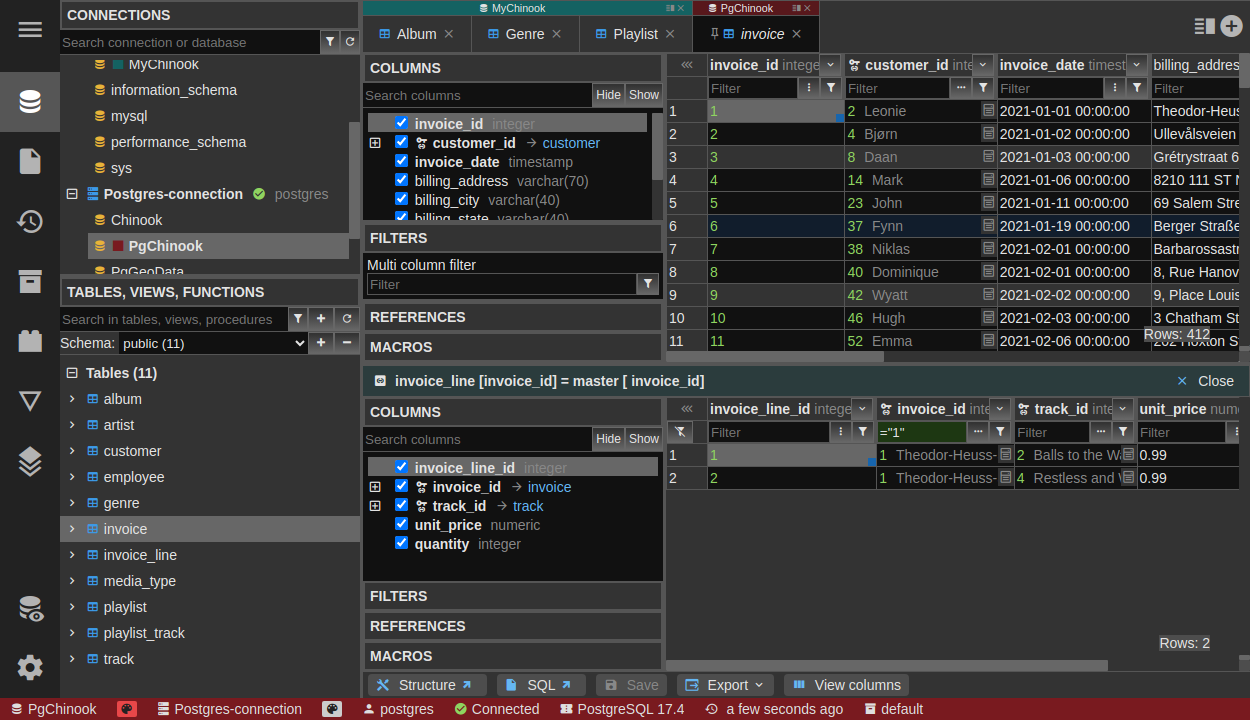 CONNECTIONS
Search connection or database
MyChinook
information_schema
mysql
performance_schema
sys
Postgres-connection postgres
Chinook
PgChinook
PgGeoData
TABLES, VIEWS, FUNCTIONS
Search in tables, views, procedures
Schema: public (11)
Tables (11)
album
artist
customer
employee
genre
invoice
invoice_line
media_type
playlist
playlist_track
track
MyChinook PgChinook
Album Genre Playlist invoice
COLUMNS
Search columns Hide Show
invoice_id integer
customer_id customer
invoice_date timestamp
billing_address varchar(70)
billing_city varchar(40)
billing_state varchar(40)
FILTERS
Multi column filter
Filter
REFERENCES
MACROS
invoice_id intege customer_id inte invoice_date timest billing_addres
Filter Filter Filter Filter
1 1 2 Leonie 2021-01-01 00:00:00 Theodor-Heus
2 2 4 Bjørn 2021-01-02 00:00:00 Ullevålsveien
3 3 8 Daan 2021-01-03 00:00:00 Grétrystraat 6
4 4 14 Mark 2021-01-06 00:00:00 8210 111 ST N
5 5 23 John 2021-01-11 00:00:00 69 Salem Stre
6 6 37 Fynn 2021-01-19 00:00:00 Berger Straße
7 7 38 Niklas 2021-02-01 00:00:00 Barbarossastr
8 8 40 Dominique 2021-02-01 00:00:00 8, Rue Hanov
9 9 42 Wyatt 2021-02-02 00:00:00 9, Place Louis
10 10 46 Hugh 2021-02-03 00:00:00 3 Chatham St
11 11 52 Emma 2021-02-06 00:00:00 202 Hoxton S
Rows: 412
invoice_line [invoice_id] = master [ invoice_id] Close
COLUMNS
Search columns Hide Show
invoice_line_id integer
invoice_id invoice
track_id track
unit_price numeric
quantity integer
FILTERS
REFERENCES
MACROS
invoice_line_id intege invoice_id inte track_id inte unit_price nume
Filter ="1" Filter Filter
1 1 1 Theodor-Heuss- 2 Balls to the Wa 0.99
2 2 1 Theodor-Heuss- 4 Restless and V 0.99
Rows: 2
Structure SQL Save Export View columns
PgChinook Postgres-connection postgres Connected PostgreSQL 17.4 a few seconds ago default